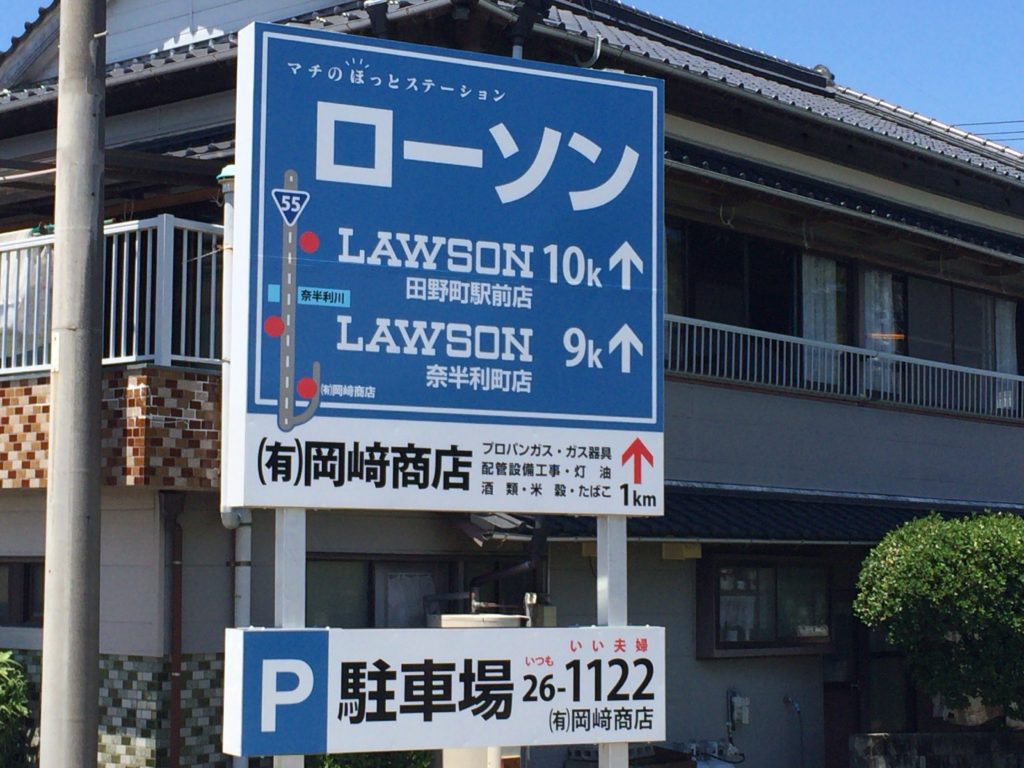 マチのほっとステーション
ローソン
55
LAWSON 10k
田野町駅前店
奈半利川
LAWSON 9k
奈半利町店
㈲岡﨑商店
(有)岡﨑商店
プロパンガス・ガス器具
配管設備工事・灯 油
酒 類・米 穀・たばこ
1km
P 駐車場
いつも いい夫婦
26-1122
(有)岡﨑商店